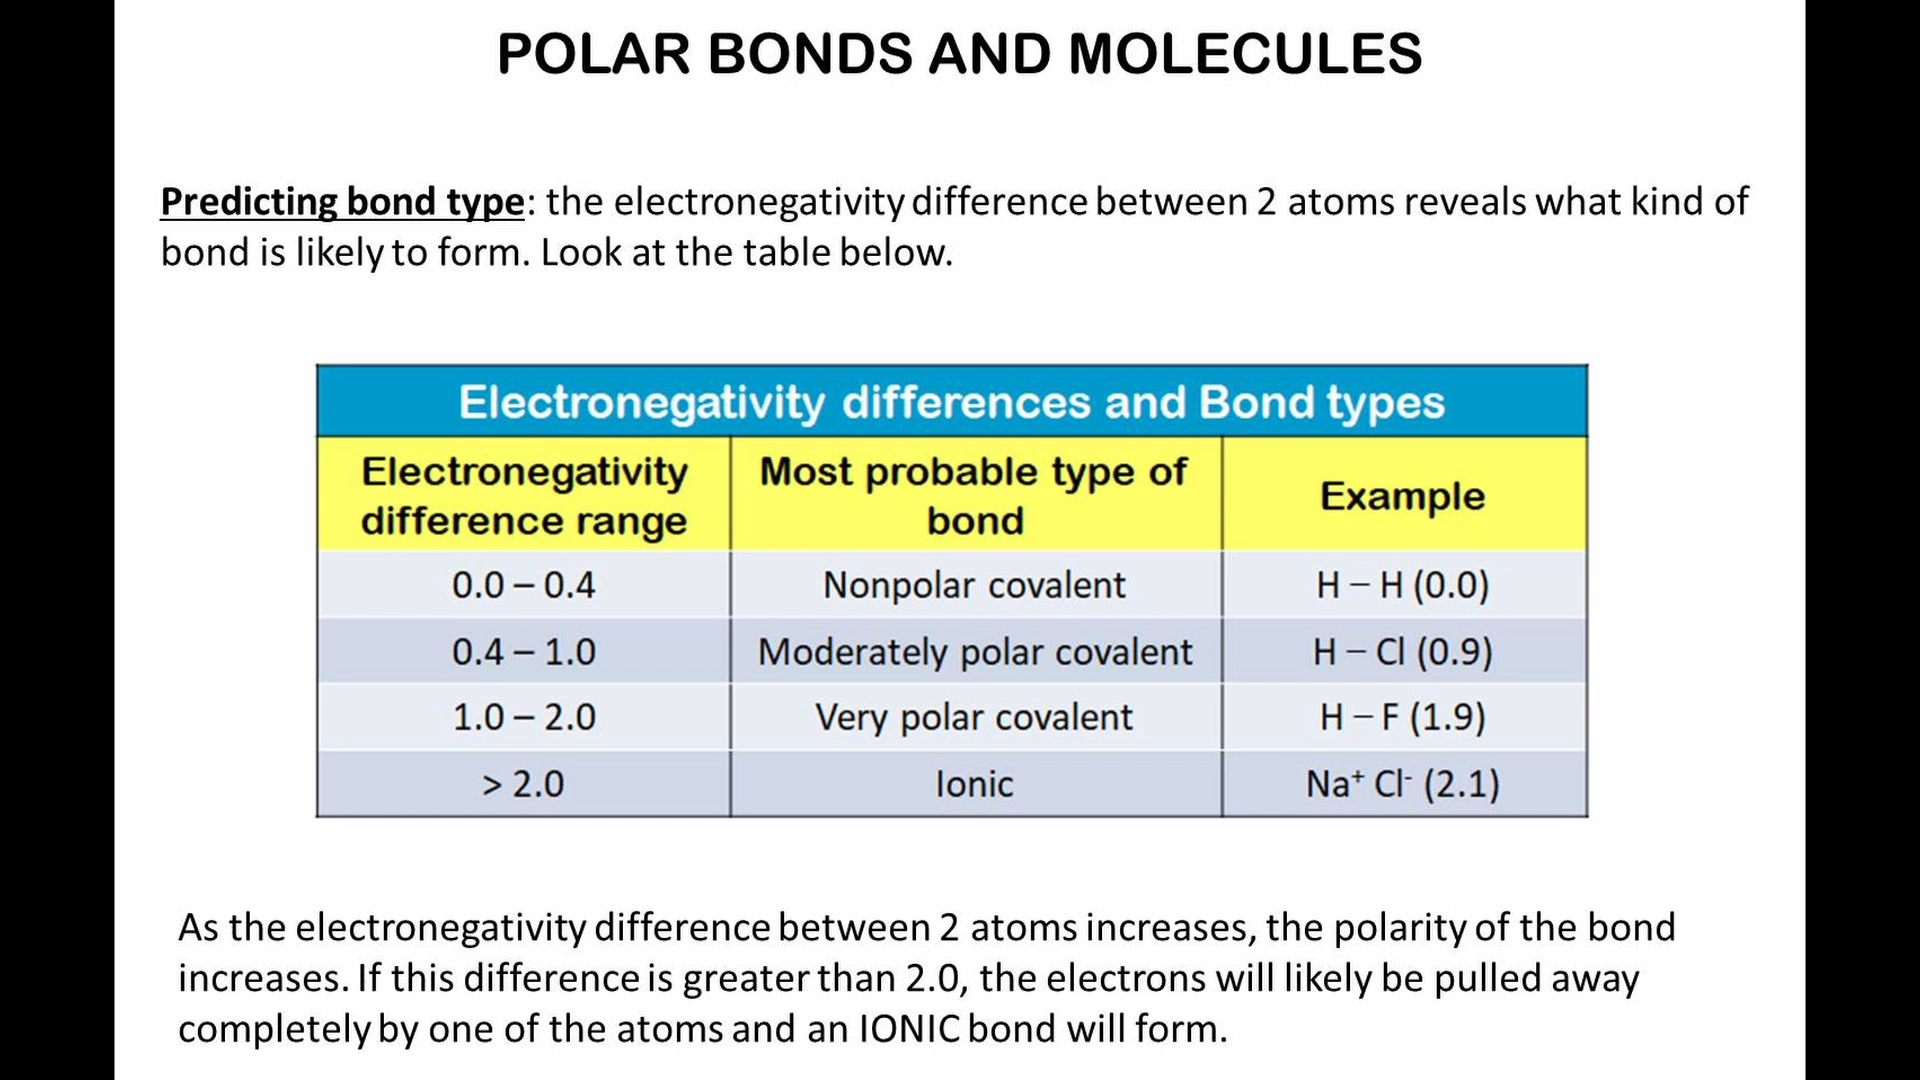 POLAR BONDS AND MOLECULES
Predicting bond type: the electronegativity difference between 2 atoms reveals what kind of
bond is likely to form. Look at the table below.
Electronegativity differences and Bond types
Electronegativity difference range | Most probable type of bond | Example
0.0 – 0.4 | Nonpolar covalent | H – H (0.0)
0.4 – 1.0 | Moderately polar covalent | H – Cl (0.9)
1.0 – 2.0 | Very polar covalent | H – F (1.9)
> 2.0 | Ionic | Na⁺ Cl⁻ (2.1)
As the electronegativity difference between 2 atoms increases, the polarity of the bond
increases. If this difference is greater than 2.0, the electrons will likely be pulled away
completely by one of the atoms and an IONIC bond will form.